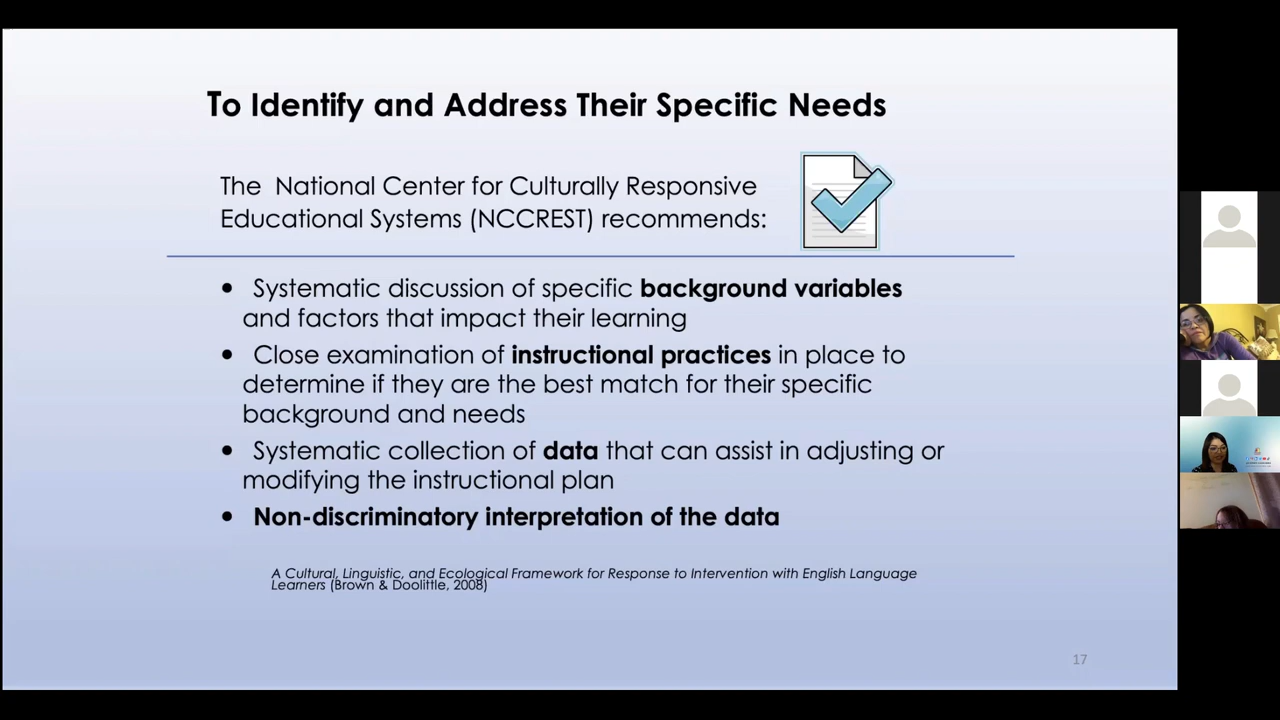 To Identify and Address Their Specific Needs
The National Center for Culturally Responsive
Educational Systems (NCCREST) recommends:
• Systematic discussion of specific background variables
and factors that impact their learning
• Close examination of instructional practices in place to
determine if they are the best match for their specific
background and needs
• Systematic collection of data that can assist in adjusting or
modifying the instructional plan
• Non-discriminatory interpretation of the data
A Cultural, Linguistic, and Ecological Framework for Response to Intervention with English Language
Learners (Brown & Doolittle, 2008)
17